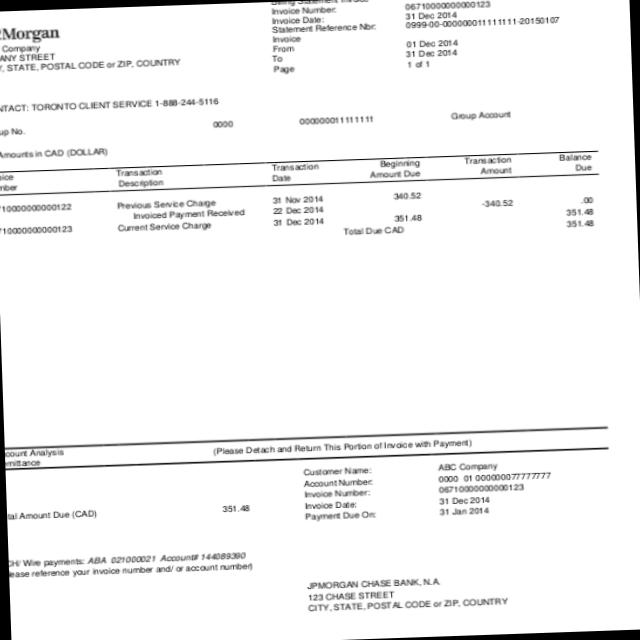 Invoice Number: 06710000000000123
Invoice Date: 31 Dec 2014
Statement Reference Nbr: 0999-00-00000011111111-20150107
Invoice
From 01 Dec 2014
To 31 Dec 2014
Page 1 of 1
Morgan
Company
ANY STREET
, STATE, POSTAL CODE or ZIP, COUNTRY
NTACT: TORONTO CLIENT SERVICE 1-888-244-5116
up No. 0000 000000011111111 Group Account
Amounts in CAD (DOLLAR)
oice Transaction Transaction Beginning Transaction Balance
mber Description Date Amount Due Amount Due
10000000000122 Previous Service Charge 31 Nov 2014 340.52
Invoiced Payment Received 22 Dec 2014 -340.52 .00
10000000000123 Current Service Charge 31 Dec 2014 351.48 351.48
Total Due CAD 351.48
count Analysis (Please Detach and Return This Portion of Invoice with Payment)
mittance
Customer Name: ABC Company
Account Number: 0000 01 000000077777777
Invoice Number: 06710000000000123
Invoice Date: 31 Dec 2014
Payment Due On: 31 Jan 2014
tal Amount Due (CAD) 351.48
CH/ Wire payments: ABA 021000021 Account# 144089390
ease reference your invoice number and/ or account number)
JPMORGAN CHASE BANK, N.A.
123 CHASE STREET
CITY, STATE, POSTAL CODE or ZIP, COUNTRY